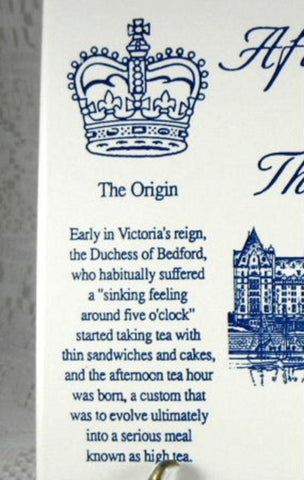 Af
Th
The Origin
Early in Victoria's reign,
the Duchess of Bedford,
who habitually suffered
a "sinking feeling
around five o'clock"
started taking tea with
thin sandwiches and cakes,
and the afternoon tea hour
was born, a custom that
was to evolve ultimately
into a serious meal
known as high tea.